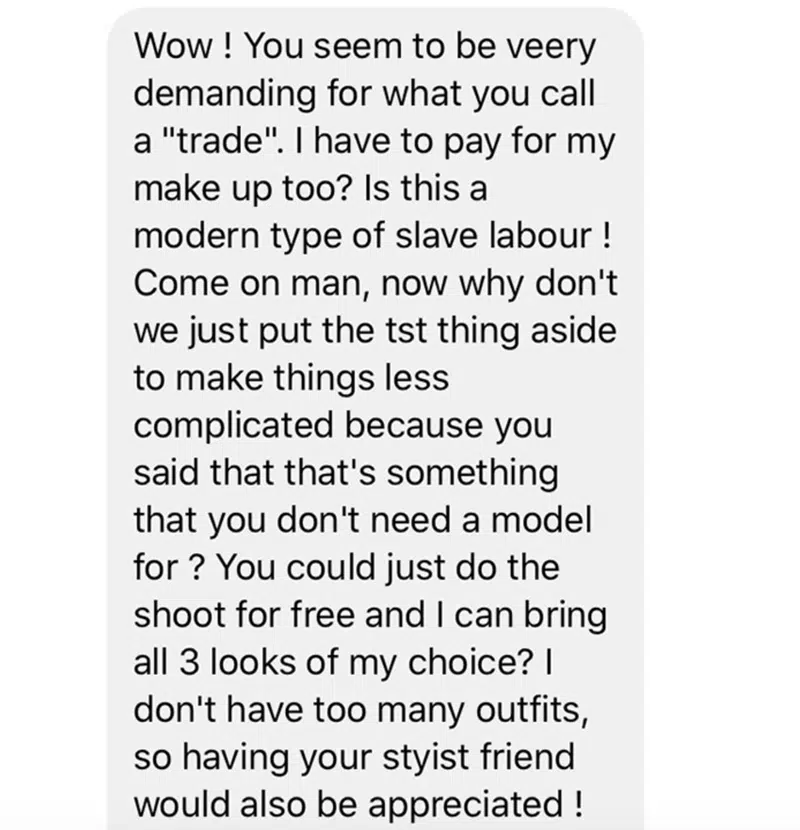 Wow ! You seem to be veery
demanding for what you call
a "trade". I have to pay for my
make up too? Is this a
modern type of slave labour !
Come on man, now why don't
we just put the tst thing aside
to make things less
complicated because you
said that that's something
that you don't need a model
for ? You could just do the
shoot for free and I can bring
all 3 looks of my choice? I
don't have too many outfits,
so having your styist friend
would also be appreciated !